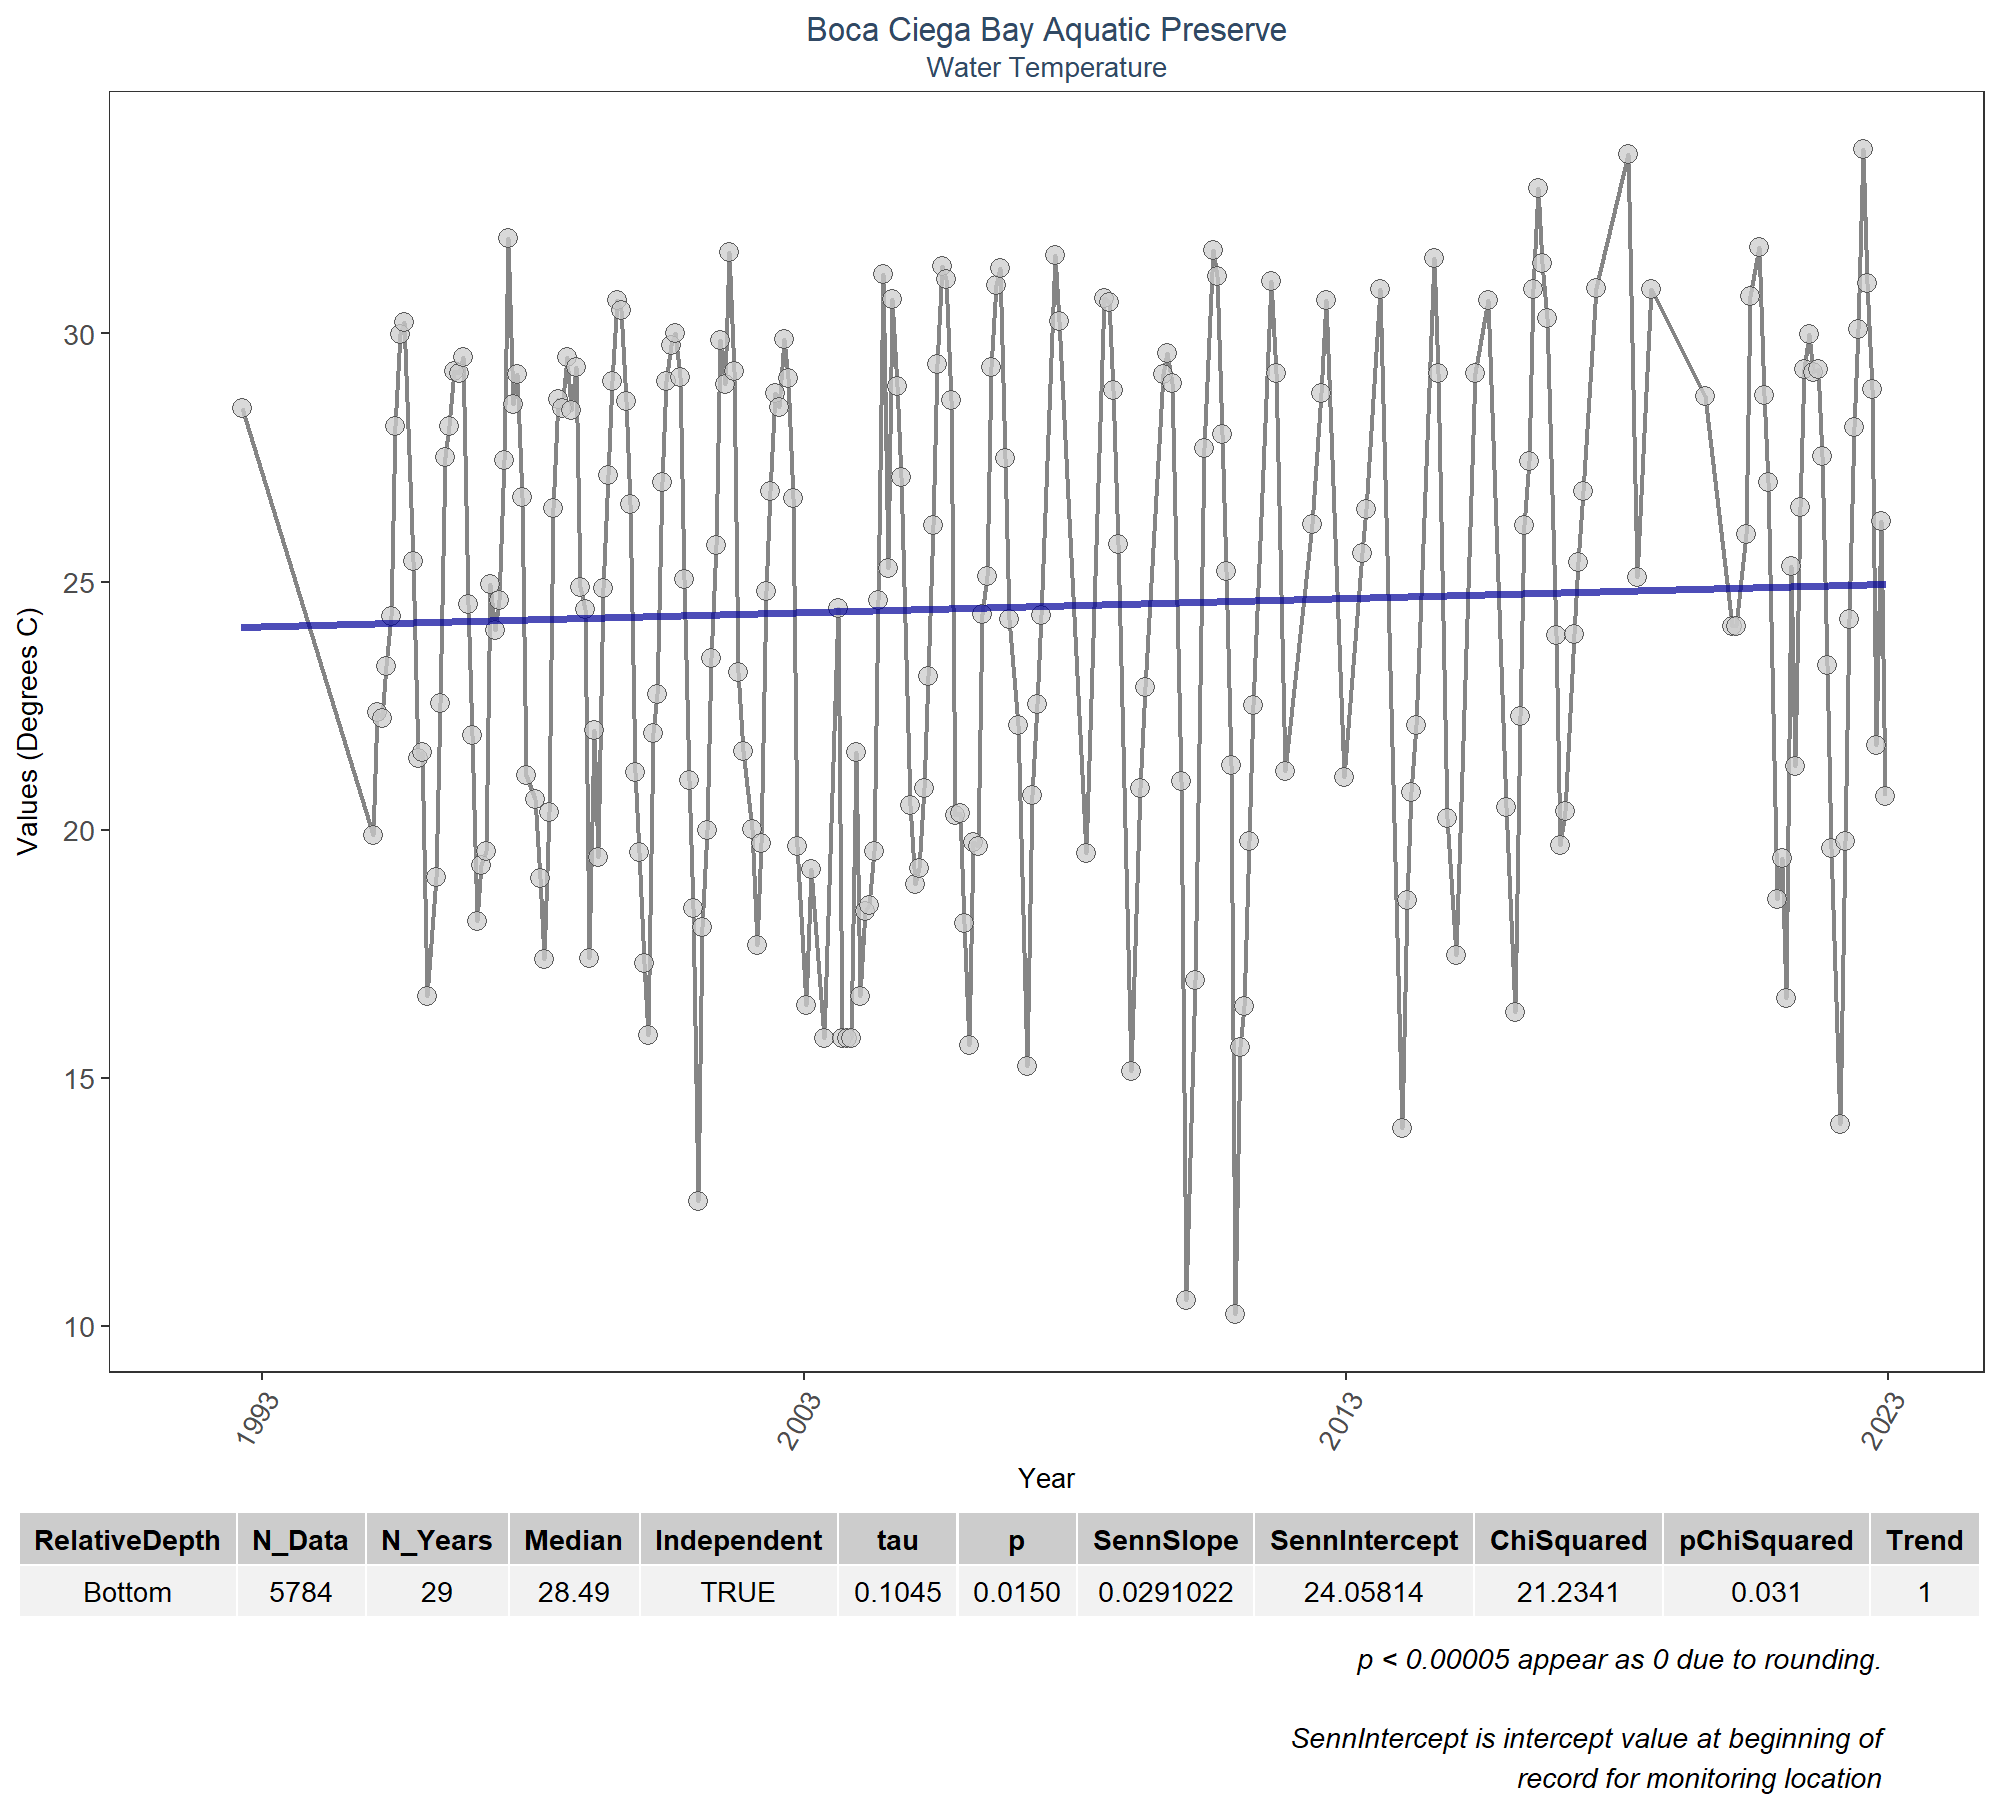 Boca Ciega Bay Aquatic Preserve
Water Temperature
Values (Degrees C)
30
25
20
15
10
1993 2003 2013 2023
Year
RelativeDepth N_Data N_Years Median Independent tau p SennSlope SennIntercept ChiSquared pChiSquared Trend
Bottom 5784 29 28.49 TRUE 0.1045 0.0150 0.0291022 24.05814 21.2341 0.031 1
p < 0.00005 appear as 0 due to rounding.
SennIntercept is intercept value at beginning of
record for monitoring location